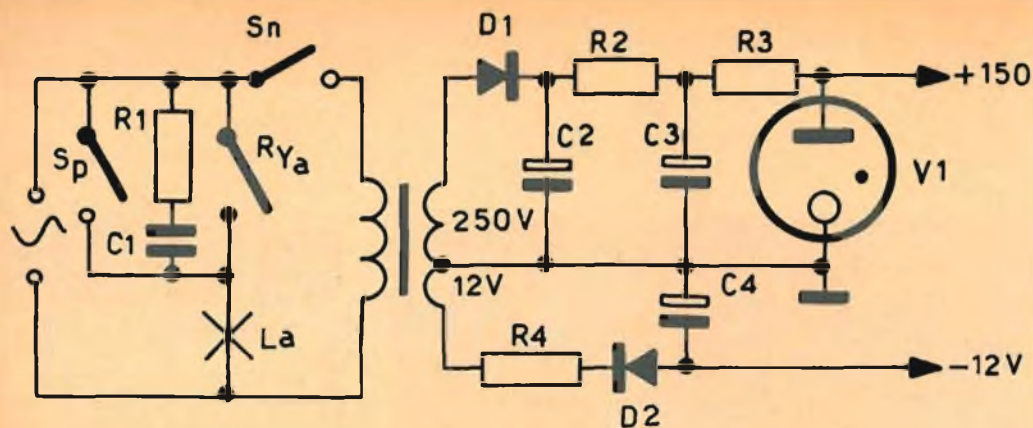 Sn
D1
R2
R3
+150
R1
Sp
RYa
C2
C3
V1
250V
C1
12V
C4
La
R4
-12V
D2